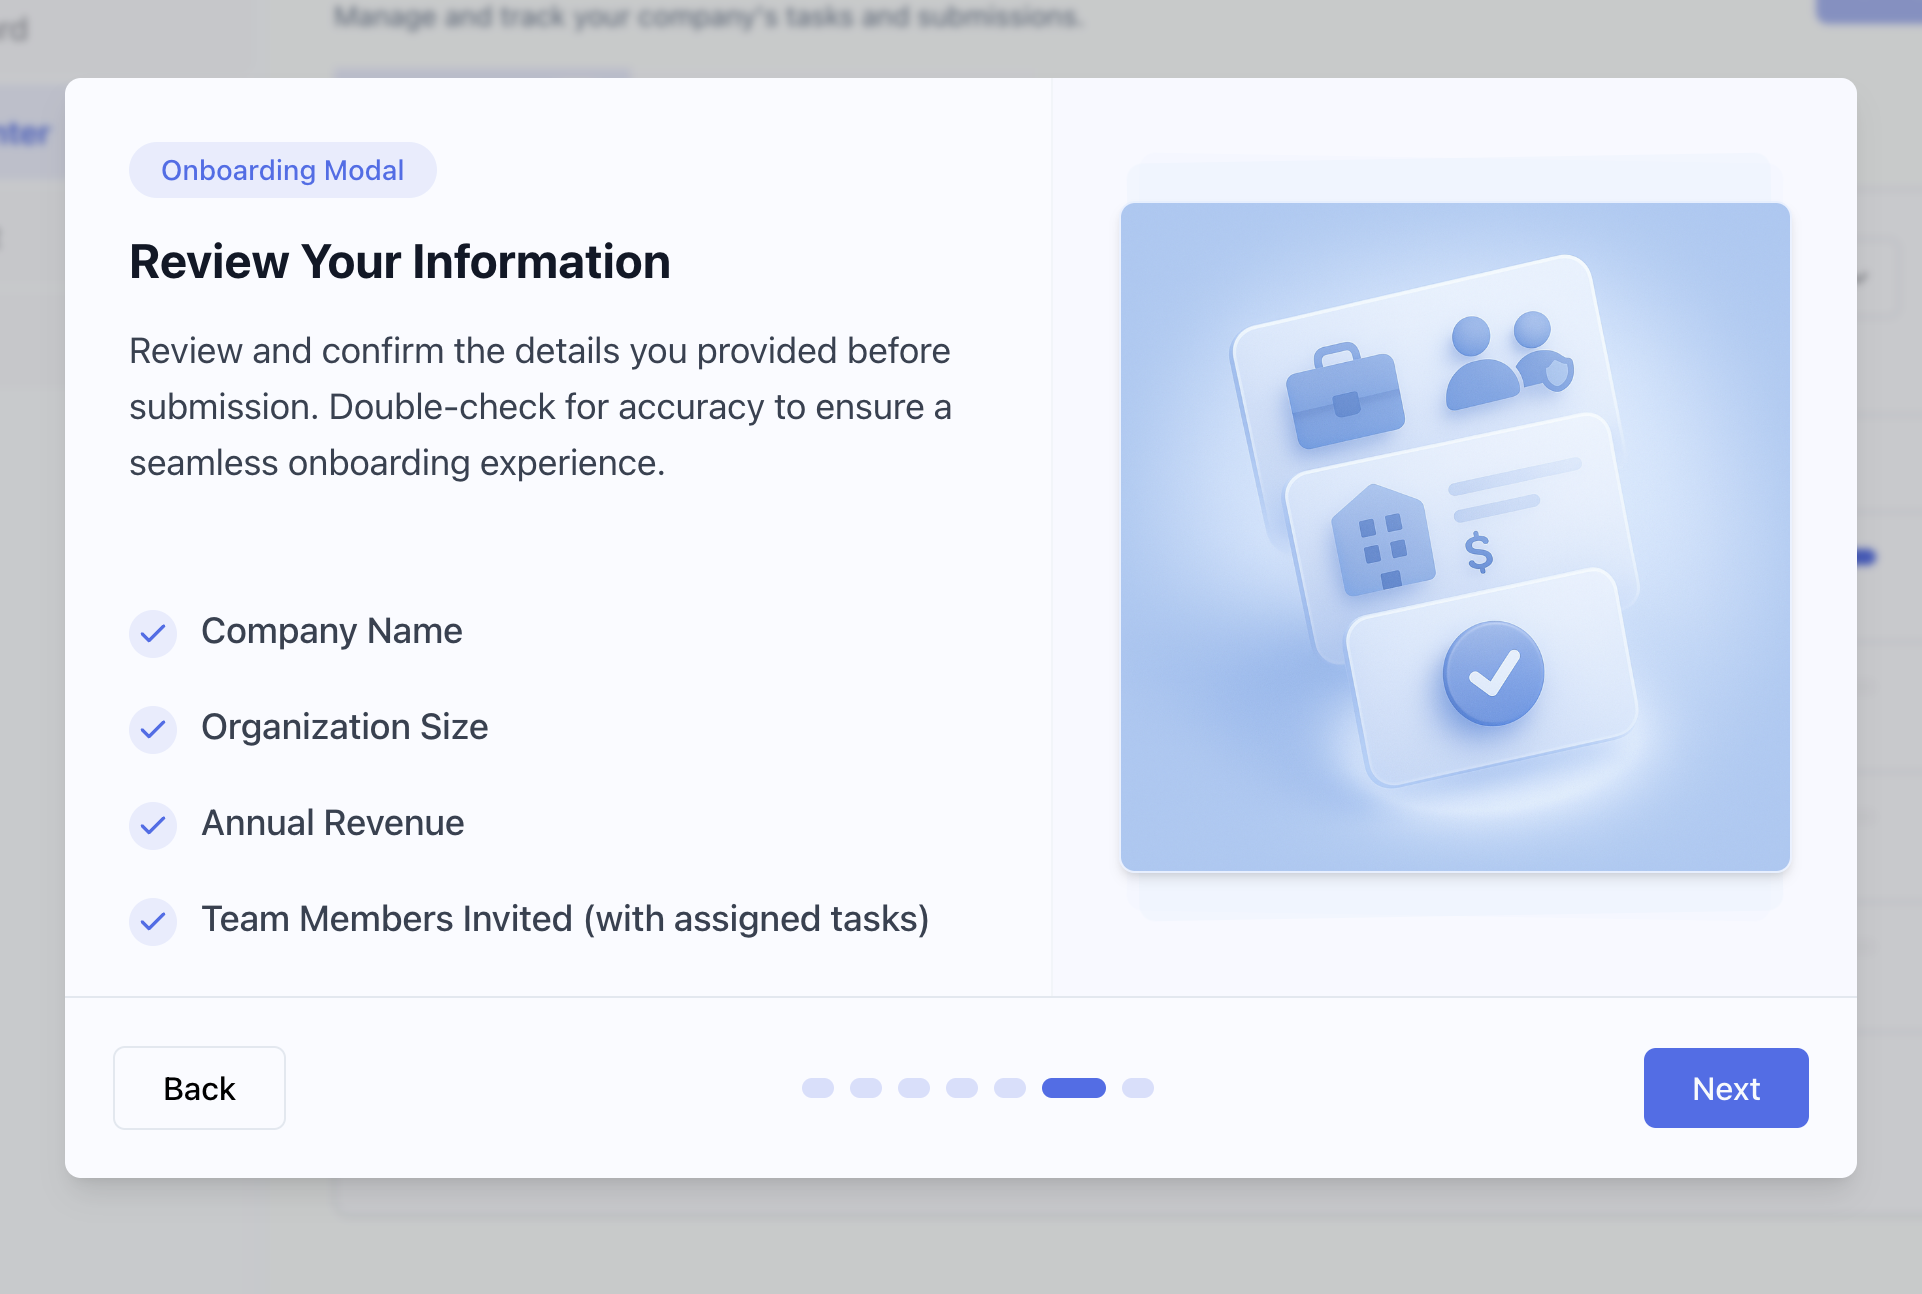 rd
Manage and track your company's tasks and submissions.
nter
Onboarding Modal
Review Your Information
Review and confirm the details you provided before
submission. Double-check for accuracy to ensure a
seamless onboarding experience.
$
Company Name
Organization Size
Annual Revenue
Team Members Invited (with assigned tasks)
Back
Next